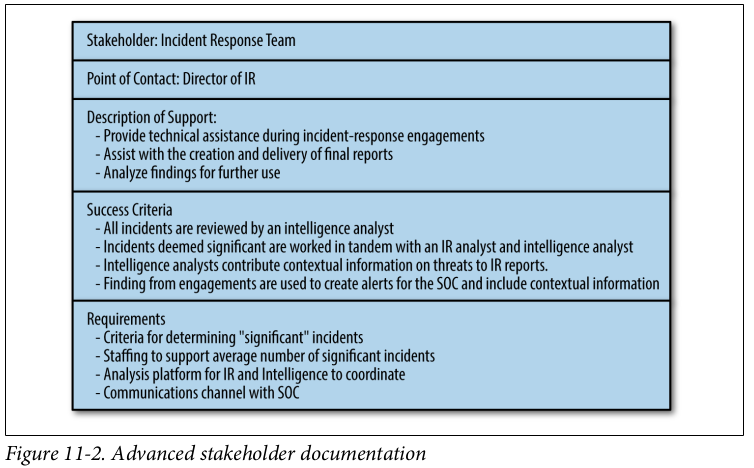 Stakeholder: Incident Response Team
Point of Contact: Director of IR
Description of Support:
- Provide technical assistance during incident-response engagements
- Assist with the creation and delivery of final reports
- Analyze findings for further use
Success Criteria
- All incidents are reviewed by an intelligence analyst
- Incidents deemed significant are worked in tandem with an IR analyst and intelligence analyst
- Intelligence analysts contribute contextual information on threats to IR reports.
- Finding from engagements are used to create alerts for the SOC and include contextual information
Requirements
- Criteria for determining "significant" incidents
- Staffing to support average number of significant incidents
- Analysis platform for IR and Intelligence to coordinate
- Communications channel with SOC
Figure 11-2. Advanced stakeholder documentation